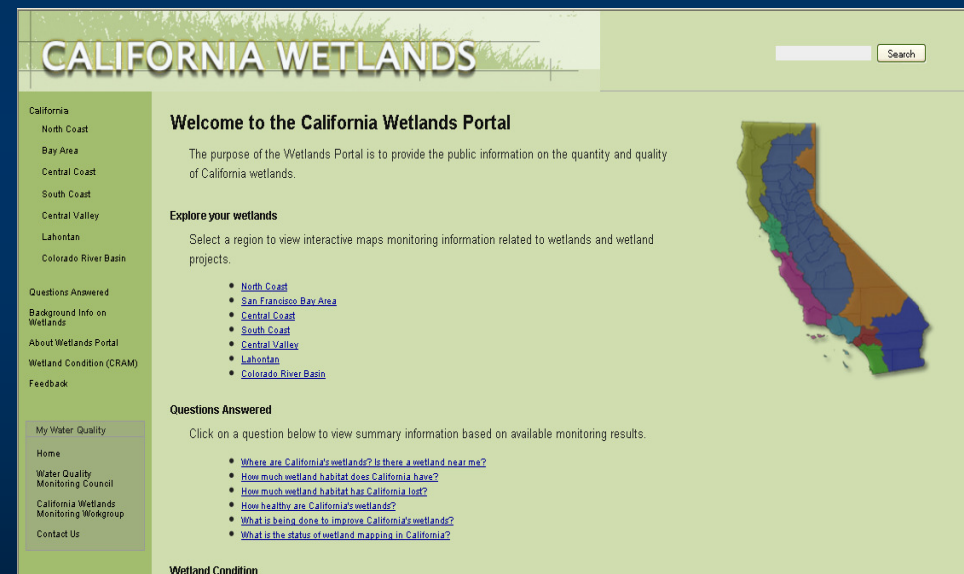 CALIFORNIA WETLANDS
Search
California
North Coast
Bay Area
Central Coast
South Coast
Central Valley
Lahontan
Colorado River Basin
Questions Answered
Background Info on
Wetlands
About Wetlands Portal
Wetland Condition (CRAM)
Feedback
My Water Quality
Home
Water Quality
Monitoring Council
California Wetlands
Monitoring Workgroup
Contact Us
Welcome to the California Wetlands Portal
The purpose of the Wetlands Portal is to provide the public information on the quantity and quality
of California wetlands.
Explore your wetlands
Select a region to view interactive maps monitoring information related to wetlands and wetland
projects.
North Coast
San Francisco Bay Area
Central Coast
South Coast
Central Valley
Lahontan
Colorado River Basin
Questions Answered
Click on a question below to view summary information based on available monitoring results.
Where are California's wetlands? Is there a wetland near me?
How much wetland habitat does California have?
How much wetland habitat has California lost?
How healthy are California's wetlands?
What is being done to improve California's wetlands?
What is the status of wetland mapping in California?
Wetland Condition